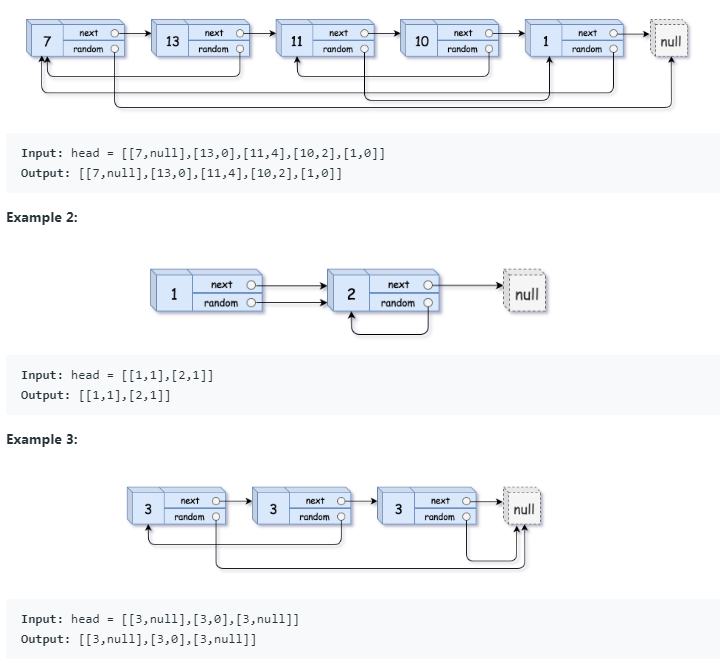 7 next random 13 next random 11 next random 10 next random 1 next random null
Input: head = [[7,null],[13,0],[11,4],[10,2],[1,0]]
Output: [[7,null],[13,0],[11,4],[10,2],[1,0]]
Example 2:
1 next random 2 next random null
Input: head = [[1,1],[2,1]]
Output: [[1,1],[2,1]]
Example 3:
3 next random 3 next random 3 next random null
Input: head = [[3,null],[3,0],[3,null]]
Output: [[3,null],[3,0],[3,null]]